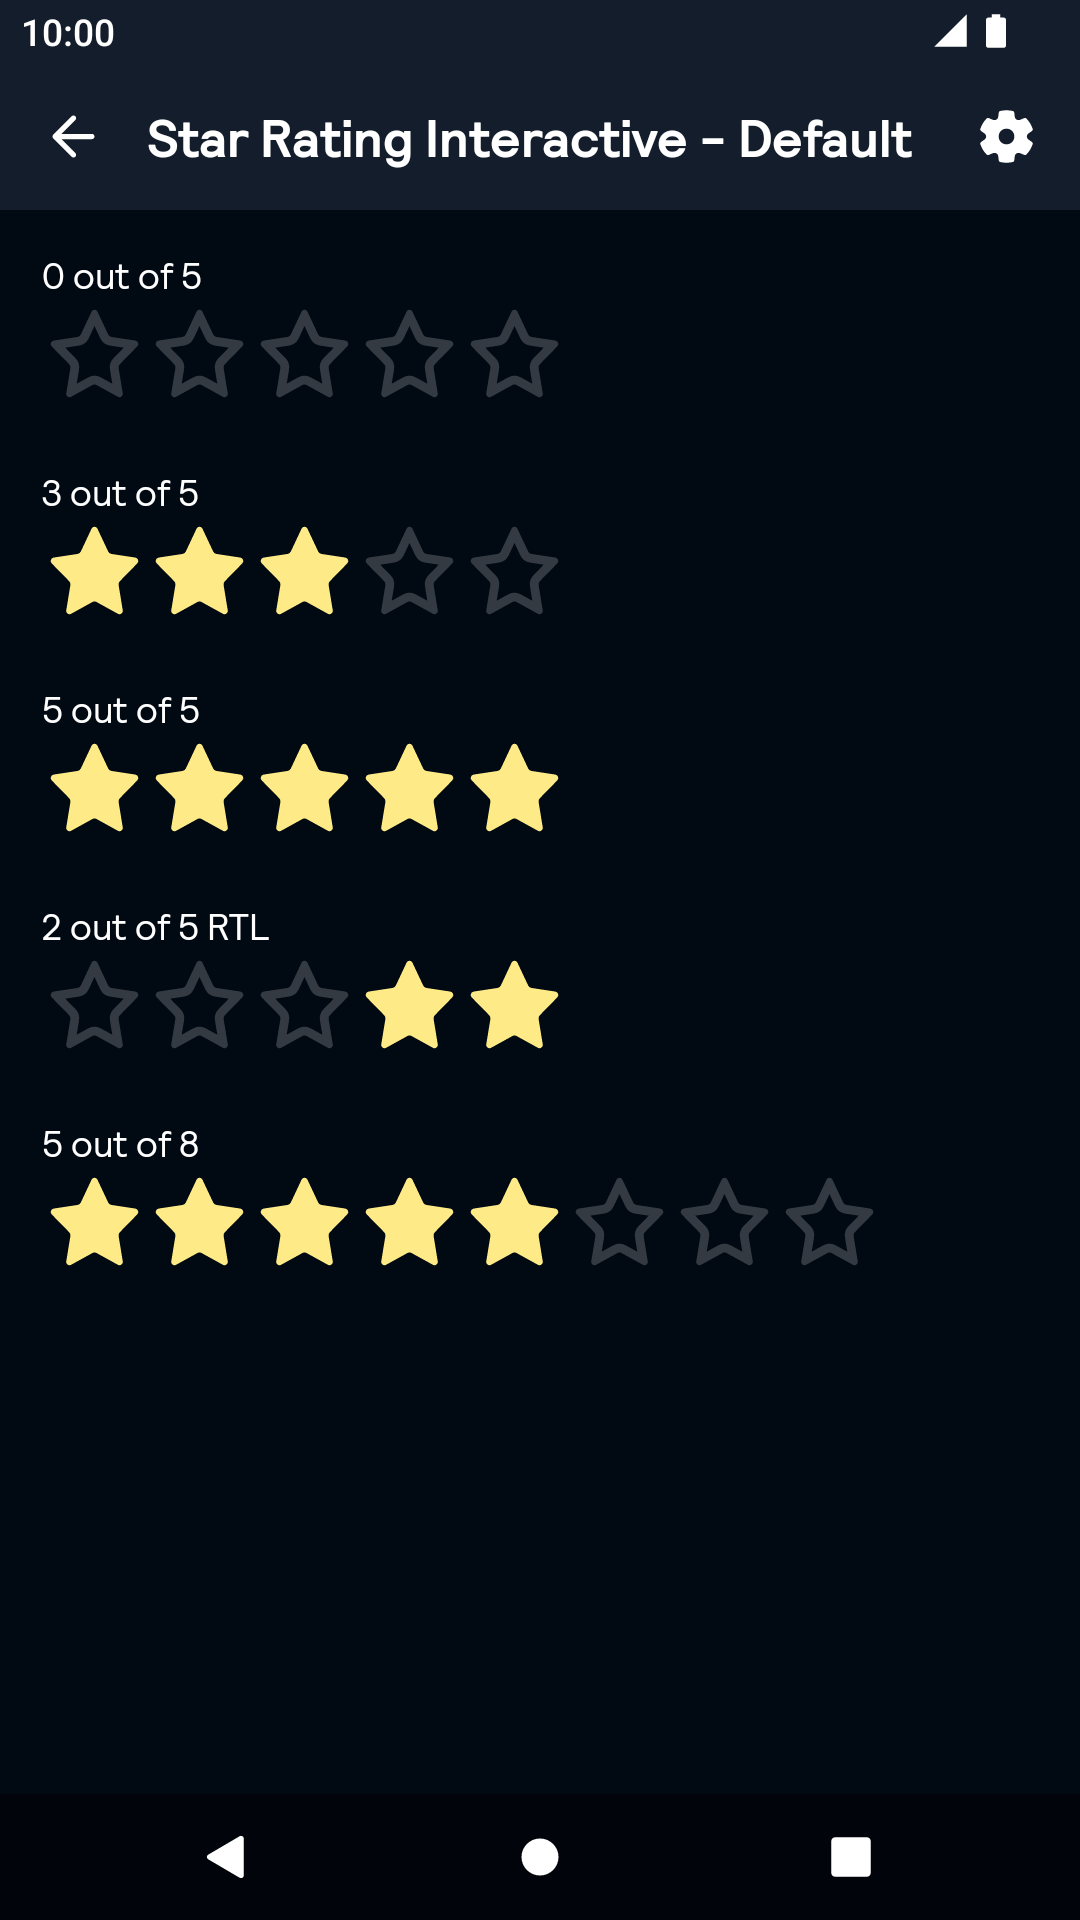 10:00
Star Rating Interactive - Default
0 out of 5
3 out of 5
5 out of 5
2 out of 5 RTL
5 out of 8